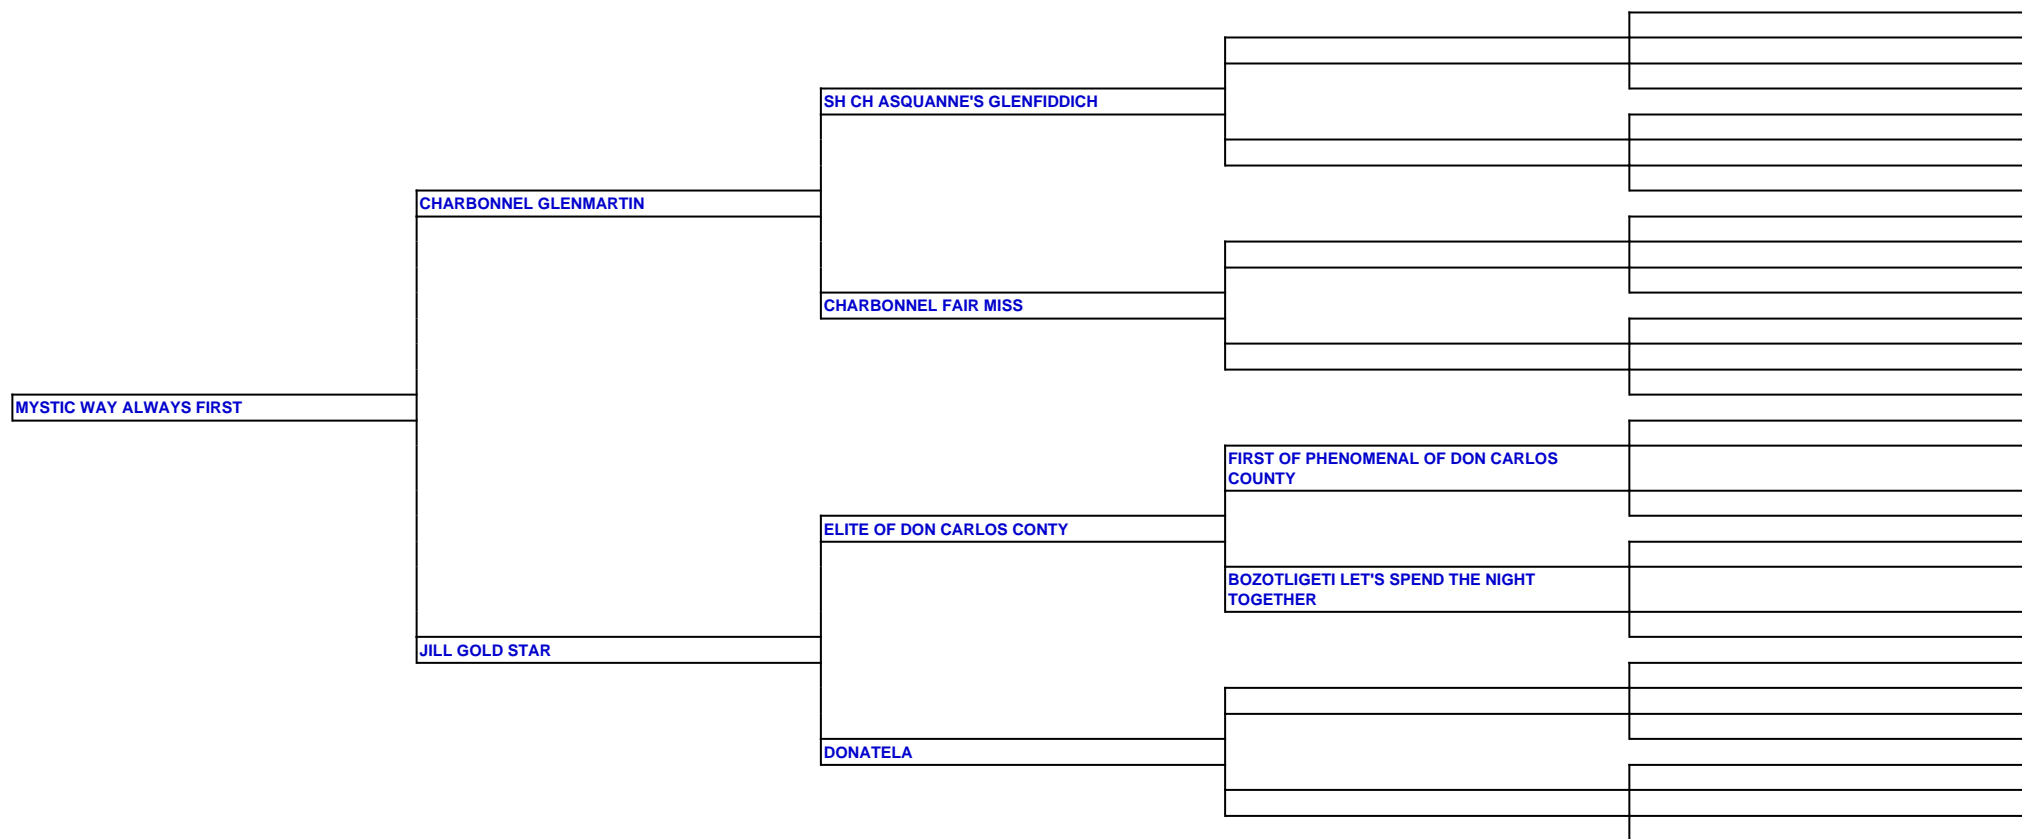 SH CH ASQUANNE'S GLENFIDDICH
CHARBONNEL GLENMARTIN
CHARBONNEL FAIR MISS
MYSTIC WAY ALWAYS FIRST
FIRST OF PHENOMENAL OF DON CARLOS
COUNTY
ELITE OF DON CARLOS CONTY
BOZOTLIGETI LET'S SPEND THE NIGHT
TOGETHER
JILL GOLD STAR
DONATELA